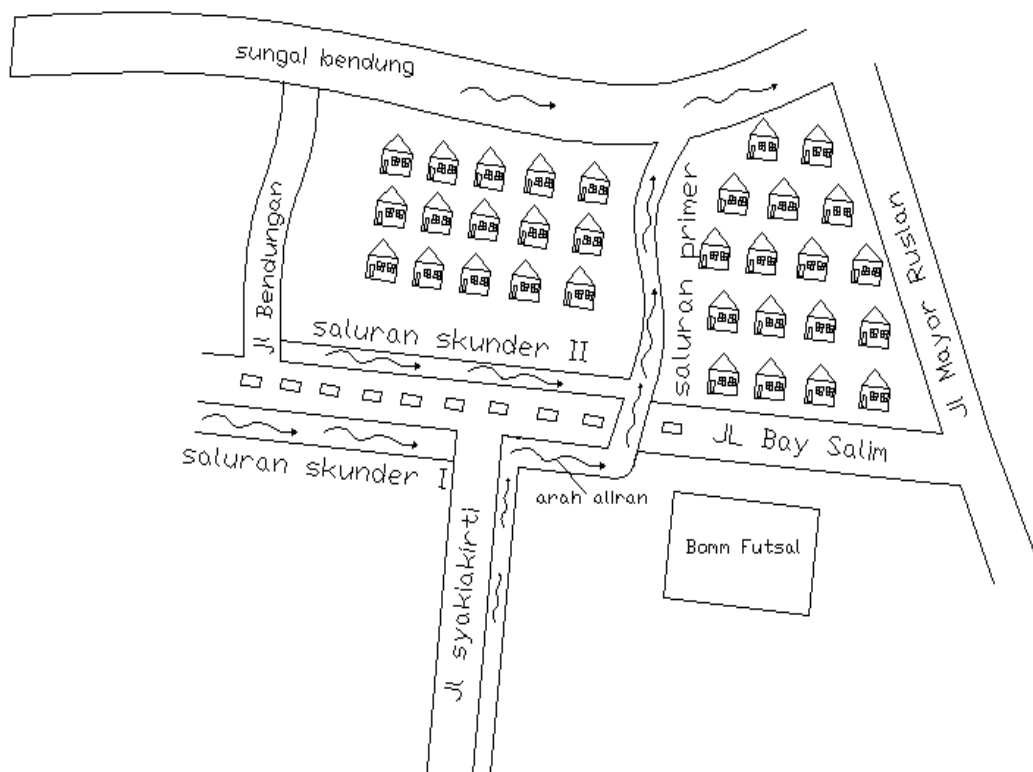 sungai bendung
Jl Bendungan
saluran primer
Jl Mayor Ruslan
saluran skunder II
JL Bay Salim
saluran skunder I
arah aliran
Bomm Futsal
Jl syakiakirti